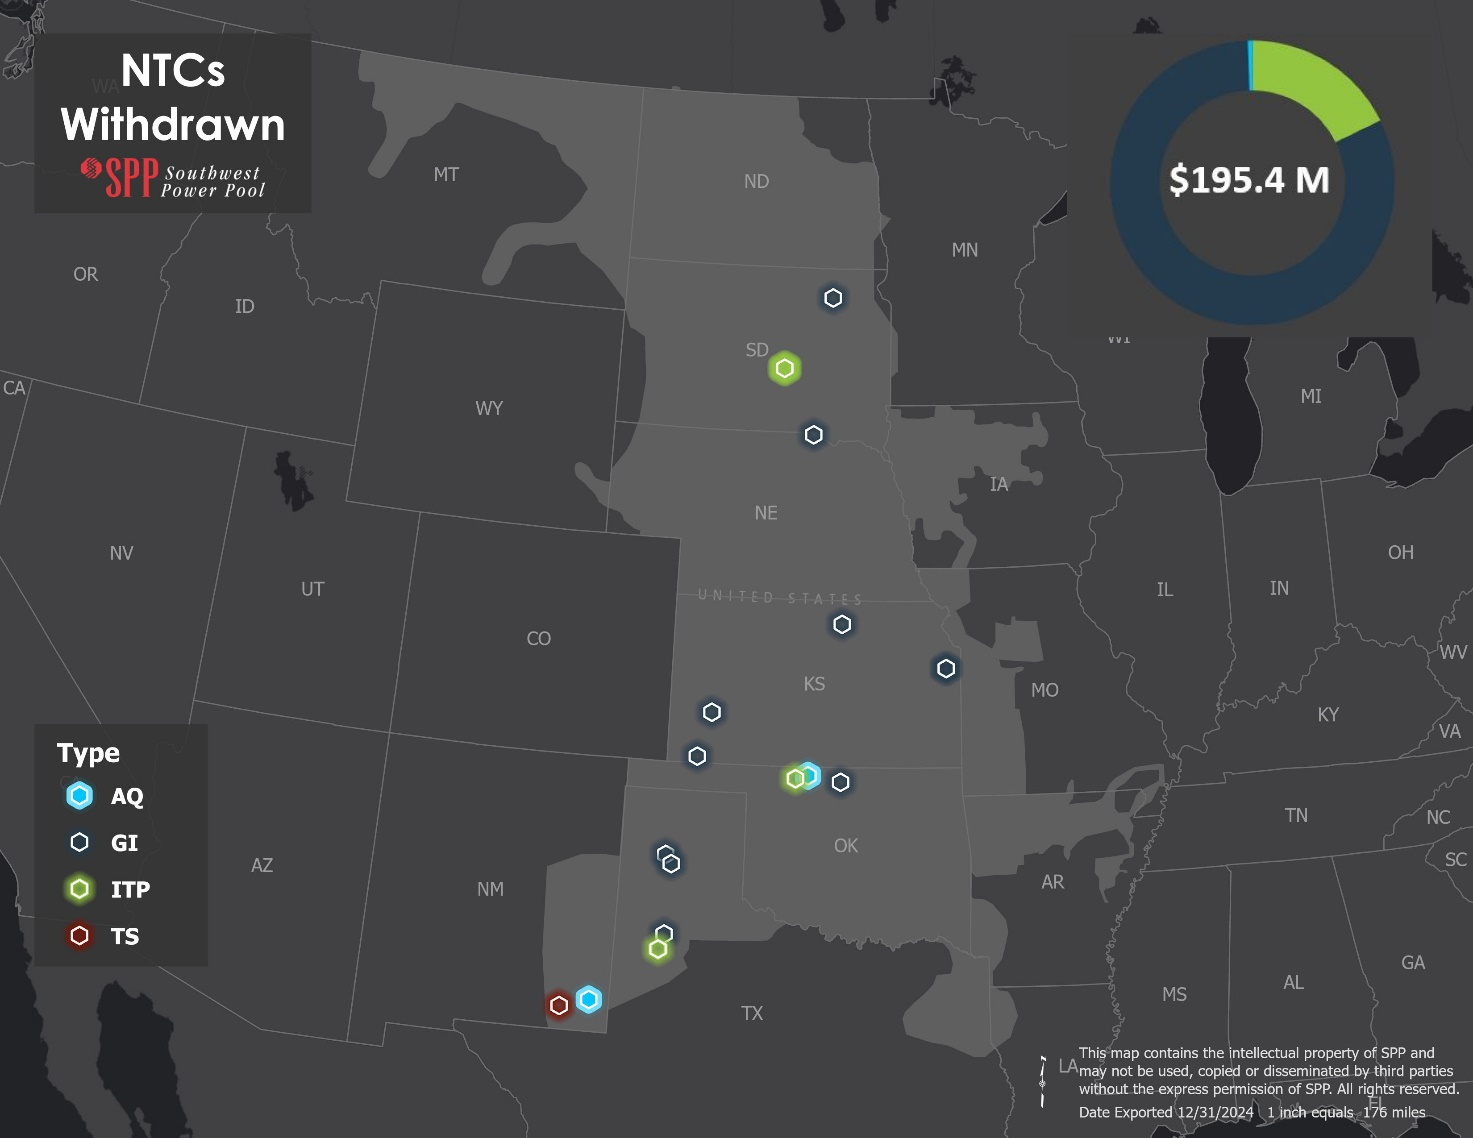 NTCs
Withdrawn
SPP Southwest
Power Pool
WA
MT
ND
$195.4 M
MN
OR
ID
SD
WI
CA
WY
MI
IA
NE
NV
UT
OH
IL
IN
UNITED STATES
CO
WV
KS
MO
KY
VA
Type
AQ
GI
ITP
TS
TN
NC
OK
SC
AZ
NM
AR
GA
MS
AL
TX
LA
FL
This map contains the intellectual property of SPP and
may not be used, copied or disseminated by third parties
without the express permission of SPP. All rights reserved.
Date Exported 12/31/2024 1 inch equals 176 miles